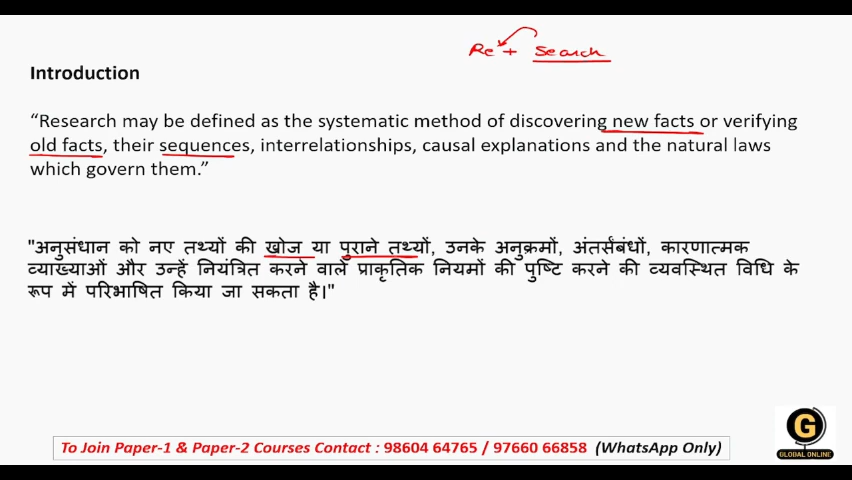 Re + Search
Introduction
“Research may be defined as the systematic method of discovering new facts or verifying
old facts, their sequences, interrelationships, causal explanations and the natural laws
which govern them.”
"अनुसंधान को नए तथ्यों की खोज या पुराने तथ्यों, उनके अनुक्रमों, अंतर्संबंधों, कारणात्मक
व्याख्याओं और उन्हें नियंत्रित करने वाले प्राकृतिक नियमों की पुष्टि करने की व्यवस्थित विधि के
रूप में परिभाषित किया जा सकता है।"
To Join Paper-1 & Paper-2 Courses Contact : 98604 64765 / 97660 66858 (WhatsApp Only)
G
GLOBAL ONLINE